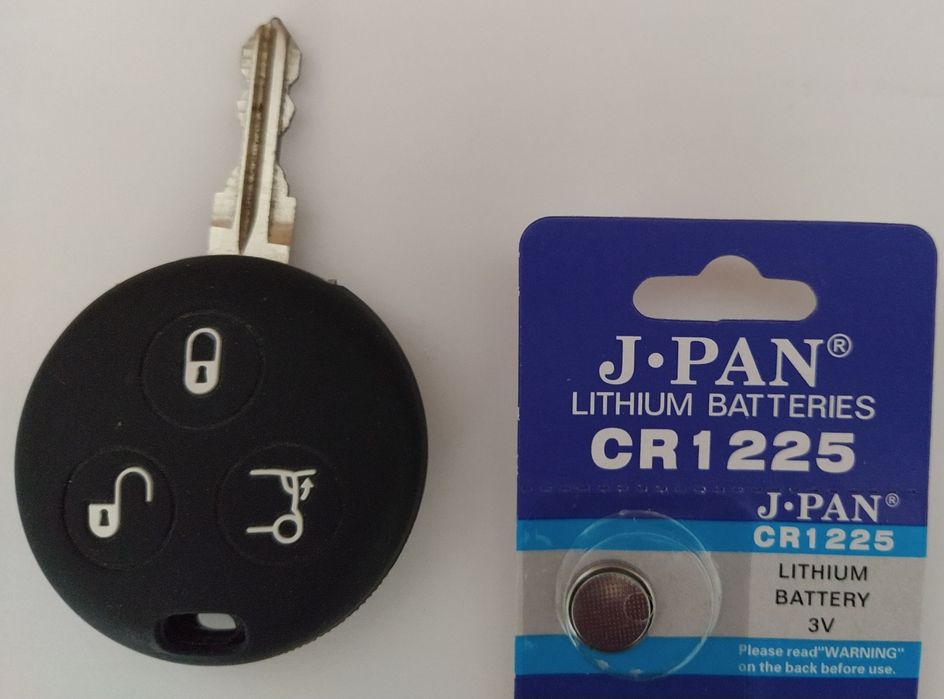 J·PAN®
LITHIUM BATTERIES
CR1225
J·PAN®
CR1225
LITHIUM
BATTERY
3V
Please read"WARNING"
on the back before use.